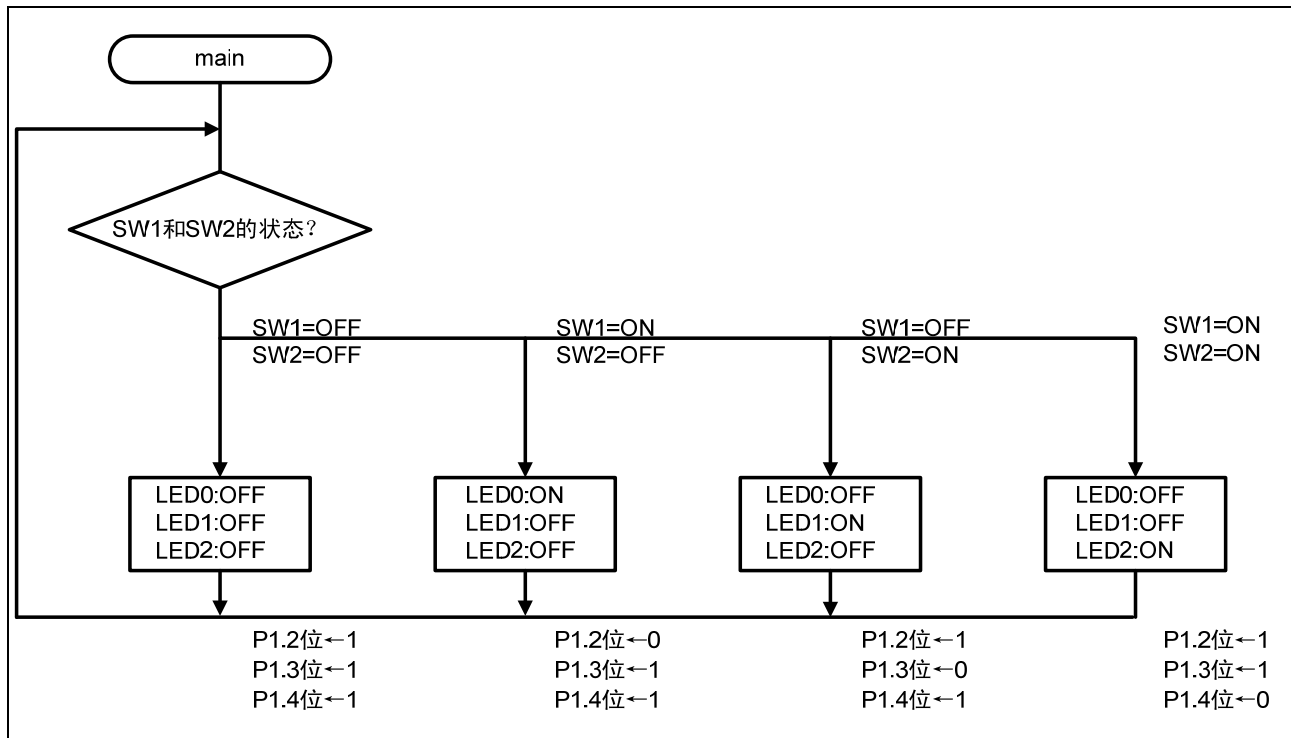 main
SW1和SW2的状态？
SW1=OFF
SW2=OFF
SW1=ON
SW2=OFF
SW1=OFF
SW2=ON
SW1=ON
SW2=ON
LED0:OFF
LED1:OFF
LED2:OFF
LED0:ON
LED1:OFF
LED2:OFF
LED0:OFF
LED1:ON
LED2:OFF
LED0:OFF
LED1:OFF
LED2:ON
P1.2位←1
P1.3位←1
P1.4位←1
P1.2位←0
P1.3位←1
P1.4位←1
P1.2位←1
P1.3位←0
P1.4位←1
P1.2位←1
P1.3位←1
P1.4位←0